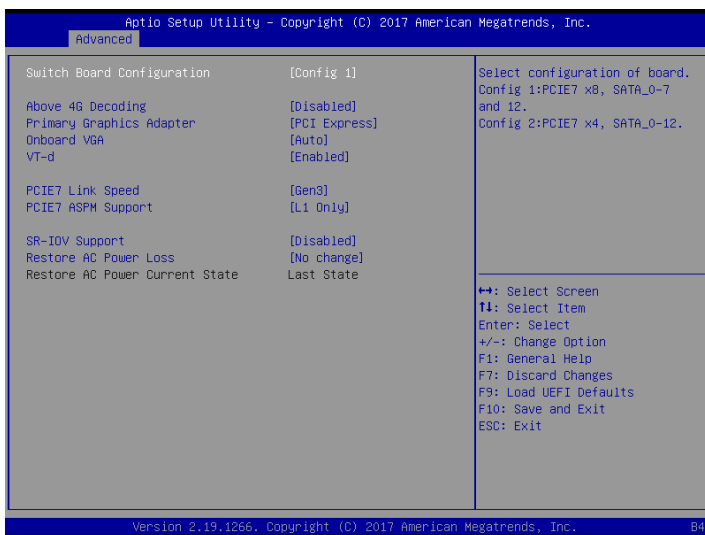 Aptio Setup Utility – Copyright (C) 2017 American Megatrends, Inc.
Advanced
Switch Board Configuration [Config 1]
Above 4G Decoding [Disabled]
Primary Graphics Adapter [PCI Express]
Onboard VGA [Auto]
VT-d [Enabled]
PCIE7 Link Speed [Gen3]
PCIE7 ASPM Support [L1 Only]
SR-IOV Support [Disabled]
Restore AC Power Loss [No change]
Restore AC Power Current State Last State
Select configuration of board.
Config 1:PCIE7 x8, SATA_0-7
and 12.
Config 2:PCIE7 x4, SATA_0-12.
↔: Select Screen
↑↓: Select Item
Enter: Select
+/-: Change Option
F1: General Help
F7: Discard Changes
F9: Load UEFI Defaults
F10: Save and Exit
ESC: Exit
Version 2.19.1266. Copyright (C) 2017 American Megatrends, Inc.
B4